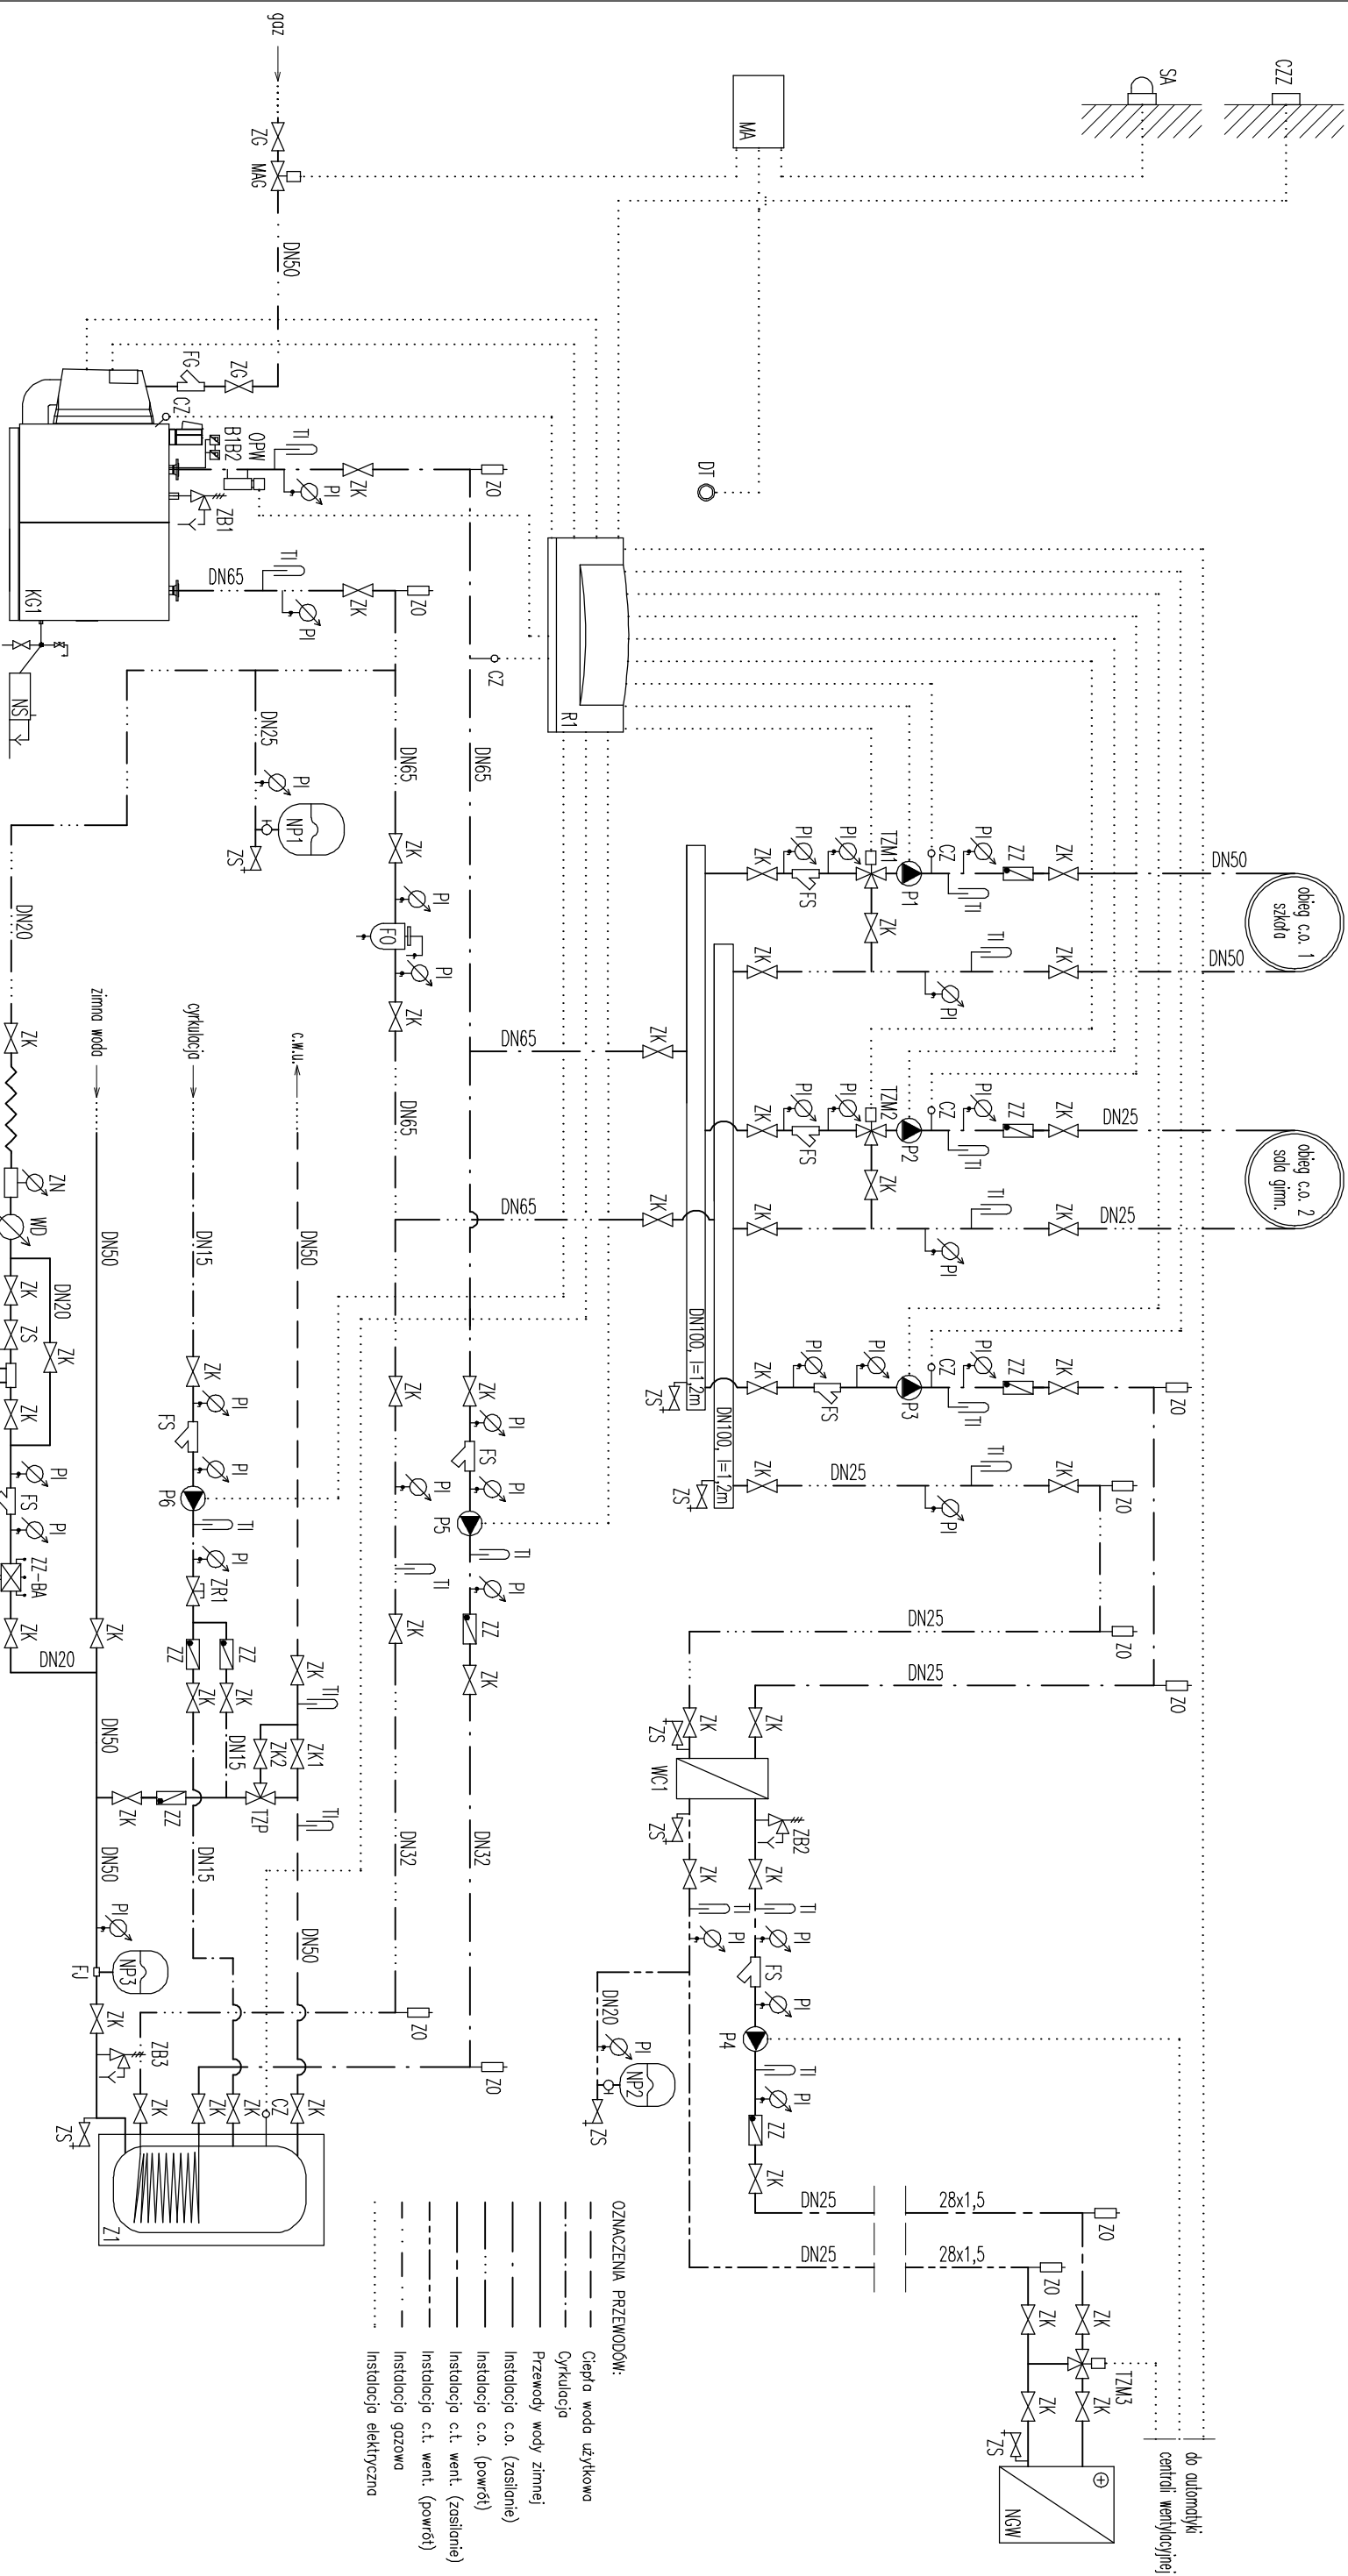 CZZ
SA
MA
DT
gaz
ZG
MAG
DN50
FG
ZG
CZ
B1B2
OPW
TI
PI
ZK
ZO
ZB1
DN65
TI
PI
ZK
ZO
KG1
NS
CZ
R1
obieg c.o. 1
szkoła
DN50
DN50
ZK
ZZ
PI
CZ
TI
P1
TZM1
PI
PI
FS
ZK
ZK
TI
ZK
PI
ZK
obieg c.o. 2
sala gimn.
DN25
DN25
ZK
ZZ
PI
CZ
TI
P2
TZM2
PI
PI
FS
ZK
ZK
TI
ZK
PI
ZK
ZO
ZK
ZZ
PI
CZ
TI
P3
PI
PI
FS
ZK
ZS
DN100, l=1,2m
DN100, l=1,2m
ZS
ZO
ZK
TI
PI
DN25
ZK
ZO
DN25
ZO
DN25
ZK
ZK
ZS
WC1
ZS
ZB2
ZK
ZK
TI
TI
PI
PI
FS
PI
P4
TI
PI
ZZ
ZK
DN20
PI
NP2
ZS
DN25
DN25
28x1,5
28x1,5
ZO
ZO
ZK
ZK
TZM3
ZK
ZK
ZS
NGW
do automatyki
centrali wentylacyjnej
DN65
DN65
DN25
PI
NP1
ZS
ZK
PI
FO
PI
ZK
DN65
DN65
ZK
DN65
ZK
ZK
PI
FS
PI
P5
TI
PI
ZZ
ZK
DN32
ZO
ZK
PI
TI
ZK
DN32
ZO
c.w.u.
DN50
ZK
TI
ZK1
ZK2
TZP
TI
DN50
ZK
cyrkulacja
DN15
ZK
PI
FS
PI
P6
TI
PI
ZR1
ZZ
ZZ
ZK
ZK
DN15
DN15
zimna woda
DN50
ZK
DN50
ZK
ZZ
DN50
PI
NP3
FJ
ZK
ZB3
ZS
ZK
ZK
ZK
CZ
Z1
DN20
ZK
ZN
WO
ZK
ZS
DN20
ZK
ZK
PI
FS
PI
ZZ-BA
ZK
DN20
OZNACZENIA PRZEWODÓW:
Ciepła woda użytkowa
Cyrkulacja
Przewody wody zimnej
Instalacja c.o. (zasilanie)
Instalacja c.o. (powrót)
Instalacja c.t. went. (zasilanie)
Instalacja c.t. went. (powrót)
Instalacja gazowa
Instalacja elektryczna